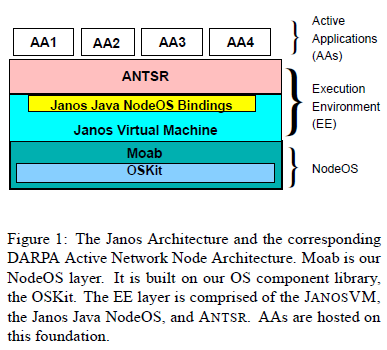 AA1 AA2 AA3 AA4
Active
Applications
(AAs)
ANTSR
Janos Java NodeOS Bindings
Janos Virtual Machine
Execution
Environment
(EE)
Moab
OSKit
NodeOS
Figure 1: The Janos Architecture and the corresponding
DARPA Active Network Node Architecture. Moab is our
NodeOS layer. It is built on our OS component library,
the OSKit. The EE layer is comprised of the JANOSVM,
the Janos Java NodeOS, and ANTSR. AAs are hosted on
this foundation.